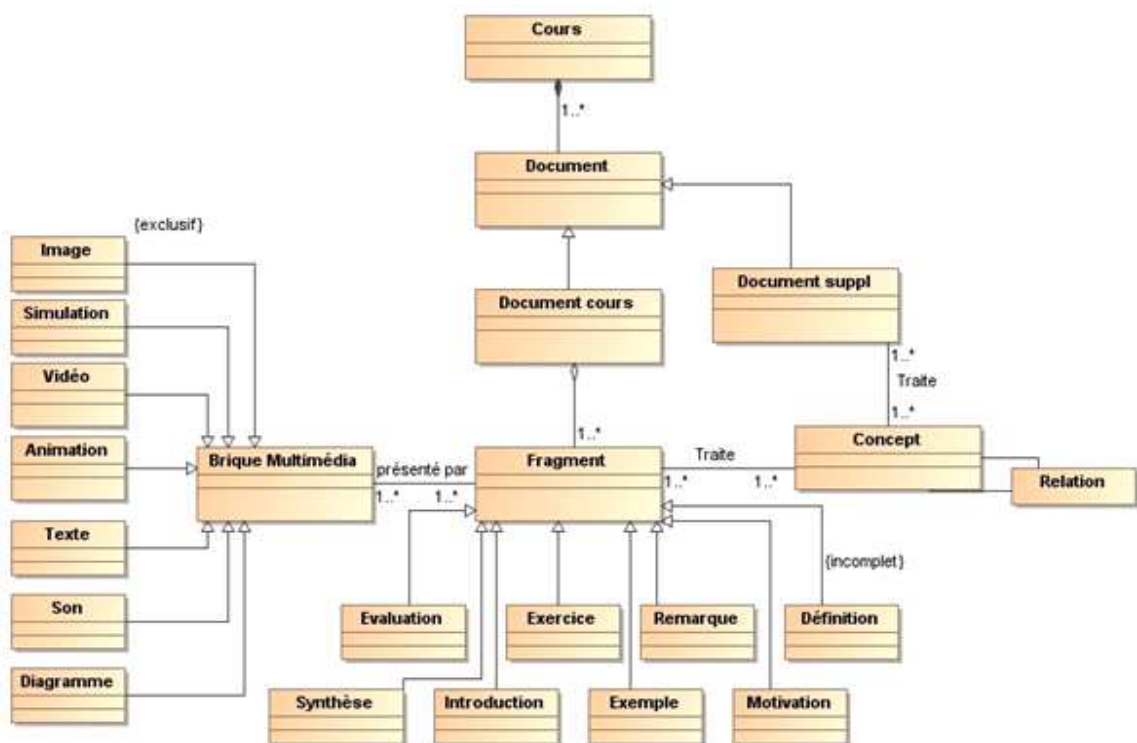 Cours
1..*
Document
{exclusif}
Image
Document suppl
Document cours
Simulation
1..*
Vidéo
Traite
1..*
1..*
Concept
Animation
Brique Multimédia
présenté par
Fragment
Traite
Relation
1..*
1..*
1..*
1..*
Texte
{incomplet}
Son
Evaluation
Exercice
Remarque
Définition
Diagramme
Synthèse
Introduction
Exemple
Motivation